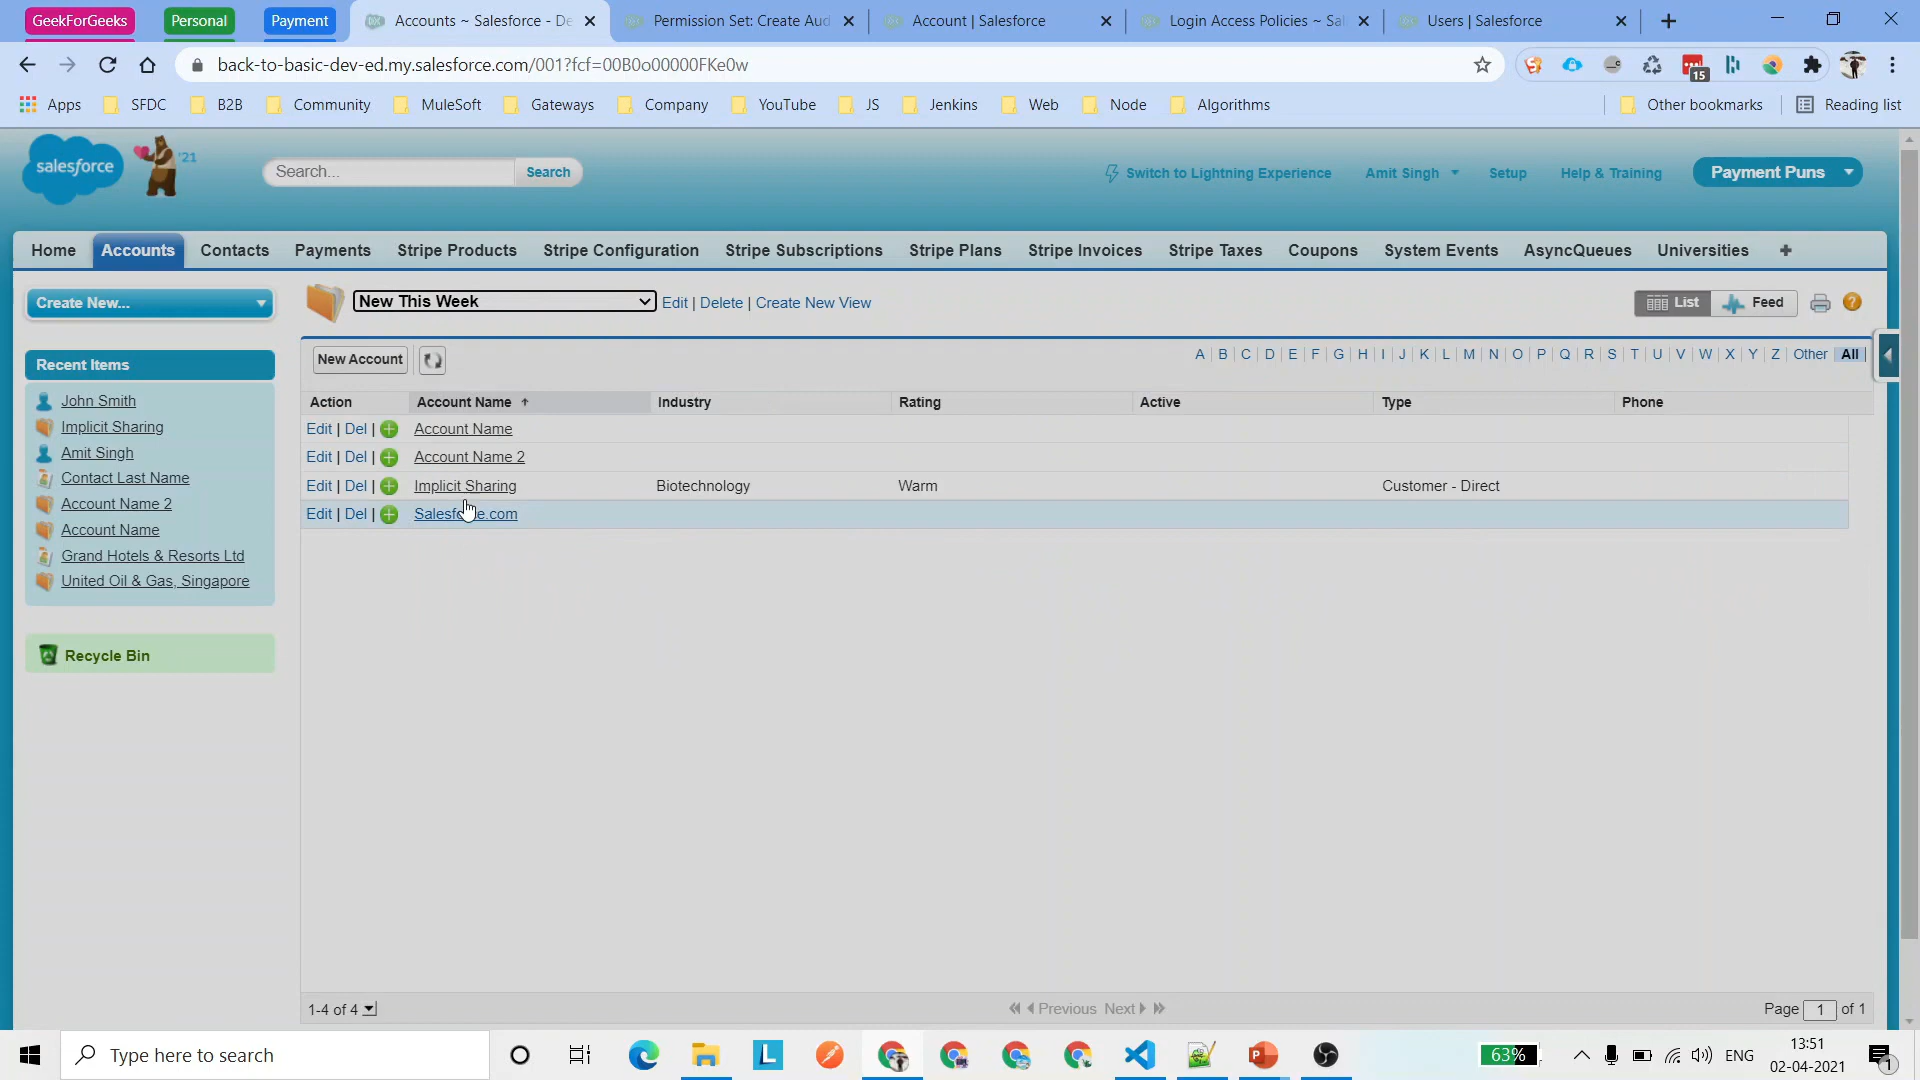 GeekForGeeks Personal Payment Accounts ~ Salesforce - De Permission Set: Create Aud Account | Salesforce Login Access Policies ~ Sal Users | Salesforce
back-to-basic-dev-ed.my.salesforce.com/001?fcf=00B0o00000FKe0w 15
Apps SFDC B2B Community MuleSoft Gateways Company YouTube JS Jenkins Web Node Algorithms Other bookmarks Reading list
salesforce '21 Search... Search Switch to Lightning Experience Amit Singh Setup Help & Training Payment Puns
Home Accounts Contacts Payments Stripe Products Stripe Configuration Stripe Subscriptions Stripe Plans Stripe Invoices Stripe Taxes Coupons System Events AsyncQueues Universities +
Create New...
Recent Items
John Smith
Implicit Sharing
Amit Singh
Contact Last Name
Account Name 2
Account Name
Grand Hotels & Resorts Ltd
United Oil & Gas, Singapore
Recycle Bin
New This Week Edit | Delete | Create New View List Feed ?
New Account A | B | C | D | E | F | G | H | I | J | K | L | M | N | O | P | Q | R | S | T | U | V | W | X | Y | Z | Other | All
Action Account Name Industry Rating Active Type Phone
Edit | Del | Account Name
Edit | Del | Account Name 2
Edit | Del | Implicit Sharing Biotechnology Warm Customer - Direct
Edit | Del | Salesforce.com
1-4 of 4 Previous Next Page 1 of 1
Type here to search L 63% ENG 13:51
02-04-2021 1